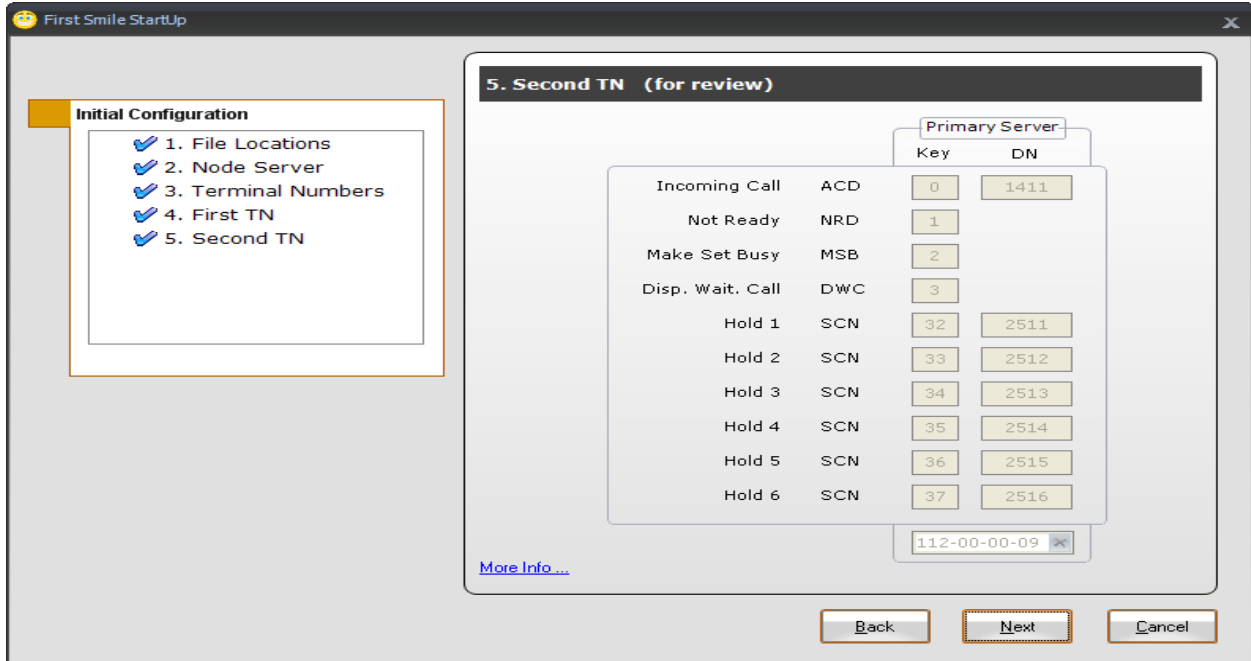 First Smile StartUp
Initial Configuration
1. File Locations
2. Node Server
3. Terminal Numbers
4. First TN
5. Second TN
5. Second TN (for review)
Primary Server
Key DN
Incoming Call ACD 0 1411
Not Ready NRD 1
Make Set Busy MSB 2
Disp. Wait. Call DWC 3
Hold 1 SCN 32 2511
Hold 2 SCN 33 2512
Hold 3 SCN 34 2513
Hold 4 SCN 35 2514
Hold 5 SCN 36 2515
Hold 6 SCN 37 2516
112-00-00-09
More Info ...
Back Next Cancel